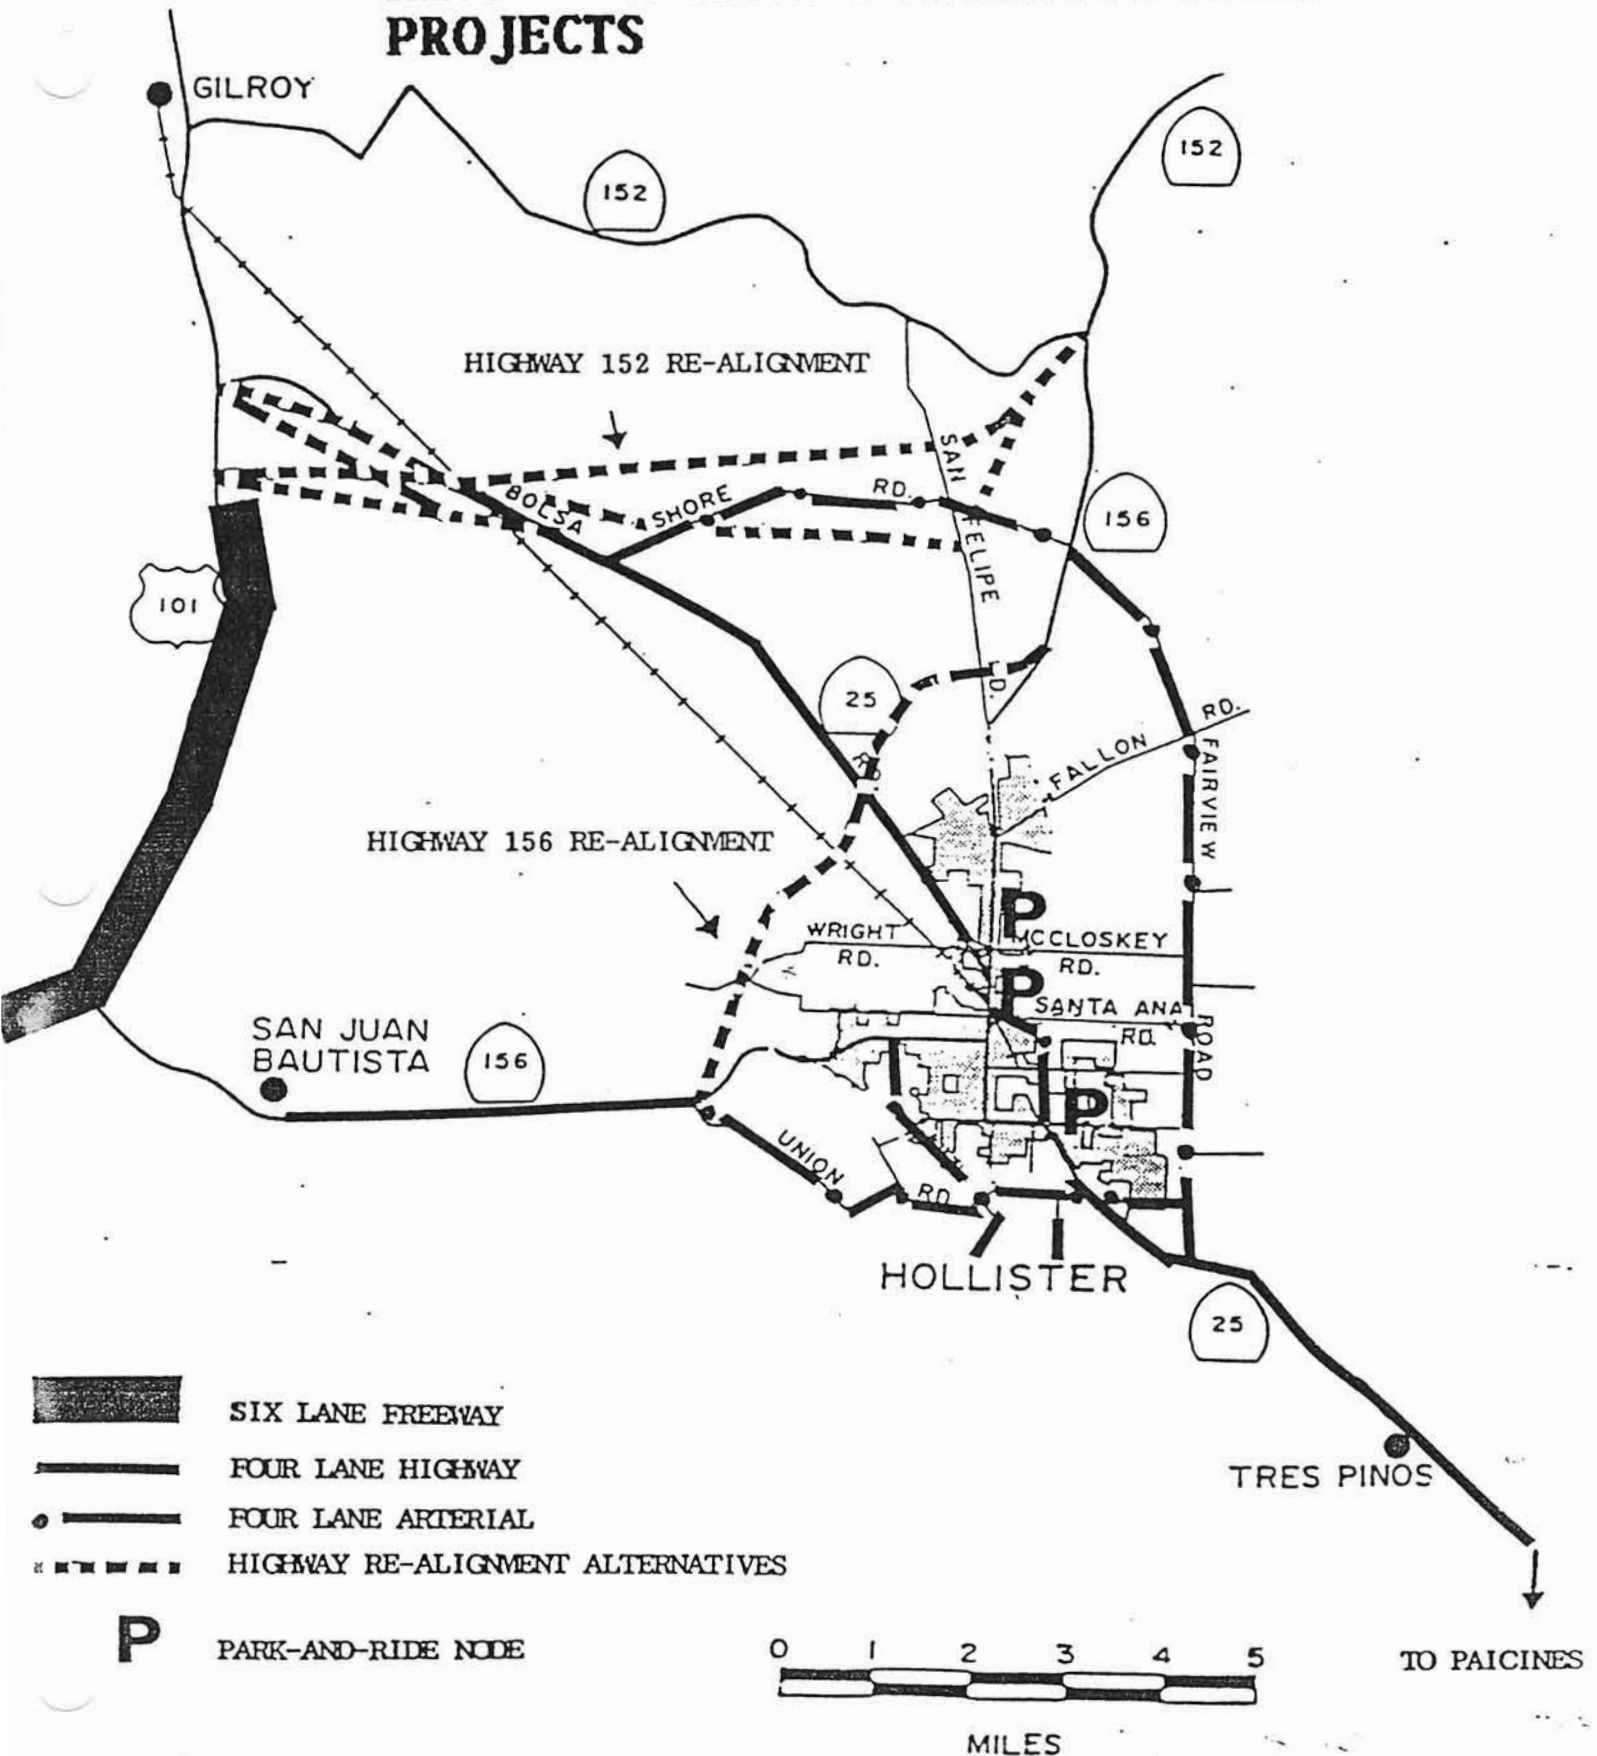 PROJECTS
GILROY
152
152
HIGHWAY 152 RE-ALIGNMENT
SAN
FELIPE
RD.
BOLSA
RD.
SHORE
RD.
156
101
25
RD.
FALLON
FAIRVIEW
ROAD
HIGHWAY 156 RE-ALIGNMENT
P
WRIGHT
RD.
MCCLOSKEY
RD.
P
SANTA ANA
RD.
SAN JUAN
BAUTISTA
156
P
UNION
RD.
HOLLISTER
25
TRES PINOS
SIX LANE FREEWAY
FOUR LANE HIGHWAY
FOUR LANE ARTERIAL
HIGHWAY RE-ALIGNMENT ALTERNATIVES
P PARK-AND-RIDE NODE
0 1 2 3 4 5
MILES
TO PAICINES